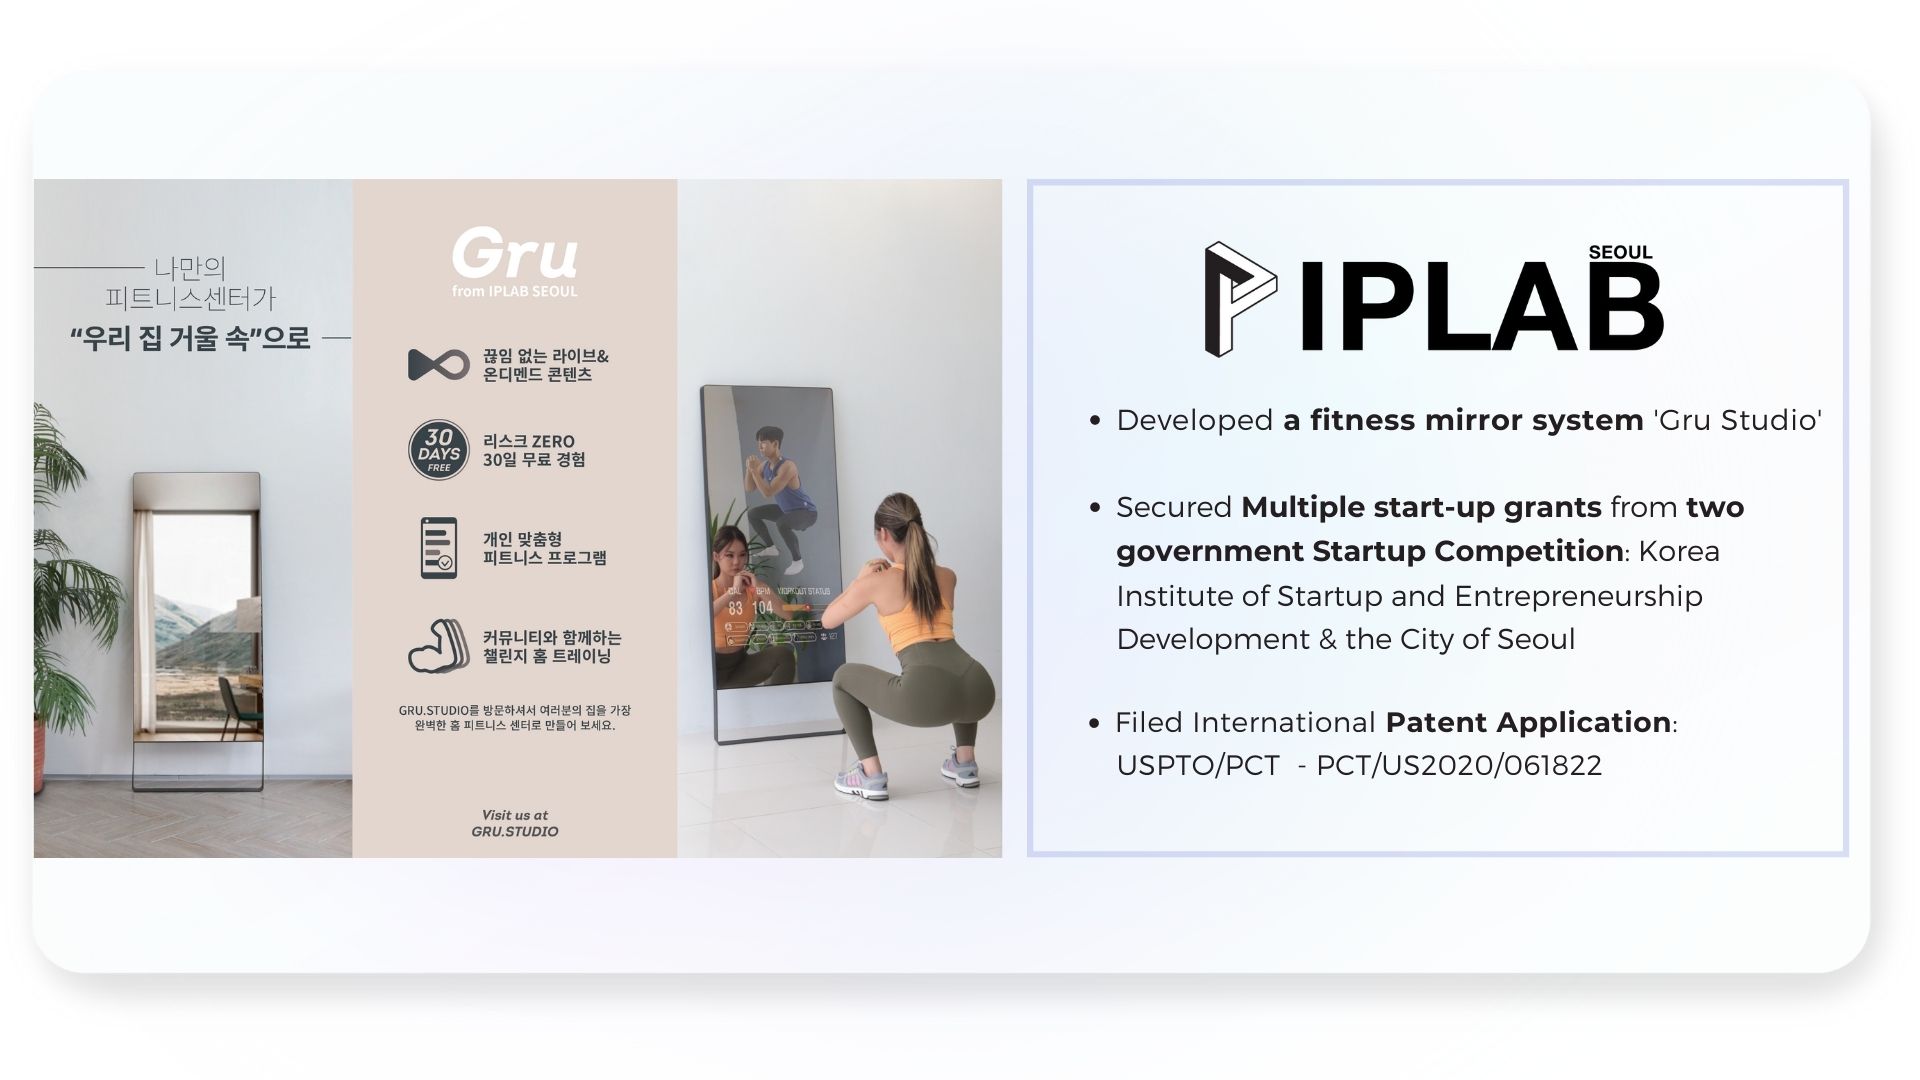 나만의
피트니스센터가
“우리 집 거울 속”으로
Gru
from IPLAB SEOUL
끊임 없는 라이브&
온디멘드 콘텐츠
30
DAYS
FREE
리스크 ZERO
30일 무료 경험
개인 맞춤형
피트니스 프로그램
커뮤니티와 함께하는
챌린지 홈 트레이닝
GRU.STUDIO를 방문하셔서 여러분의 집을 가장
완벽한 홈 피트니스 센터로 만들어 보세요.
Visit us at
GRU.STUDIO
CAL BPM WORKOUT STATUS
83 104
SEOUL
IPLAB
• Developed a fitness mirror system 'Gru Studio'
• Secured Multiple start-up grants from two
government Startup Competition: Korea
Institute of Startup and Entrepreneurship
Development & the City of Seoul
• Filed International Patent Application:
USPTO/PCT - PCT/US2020/061822